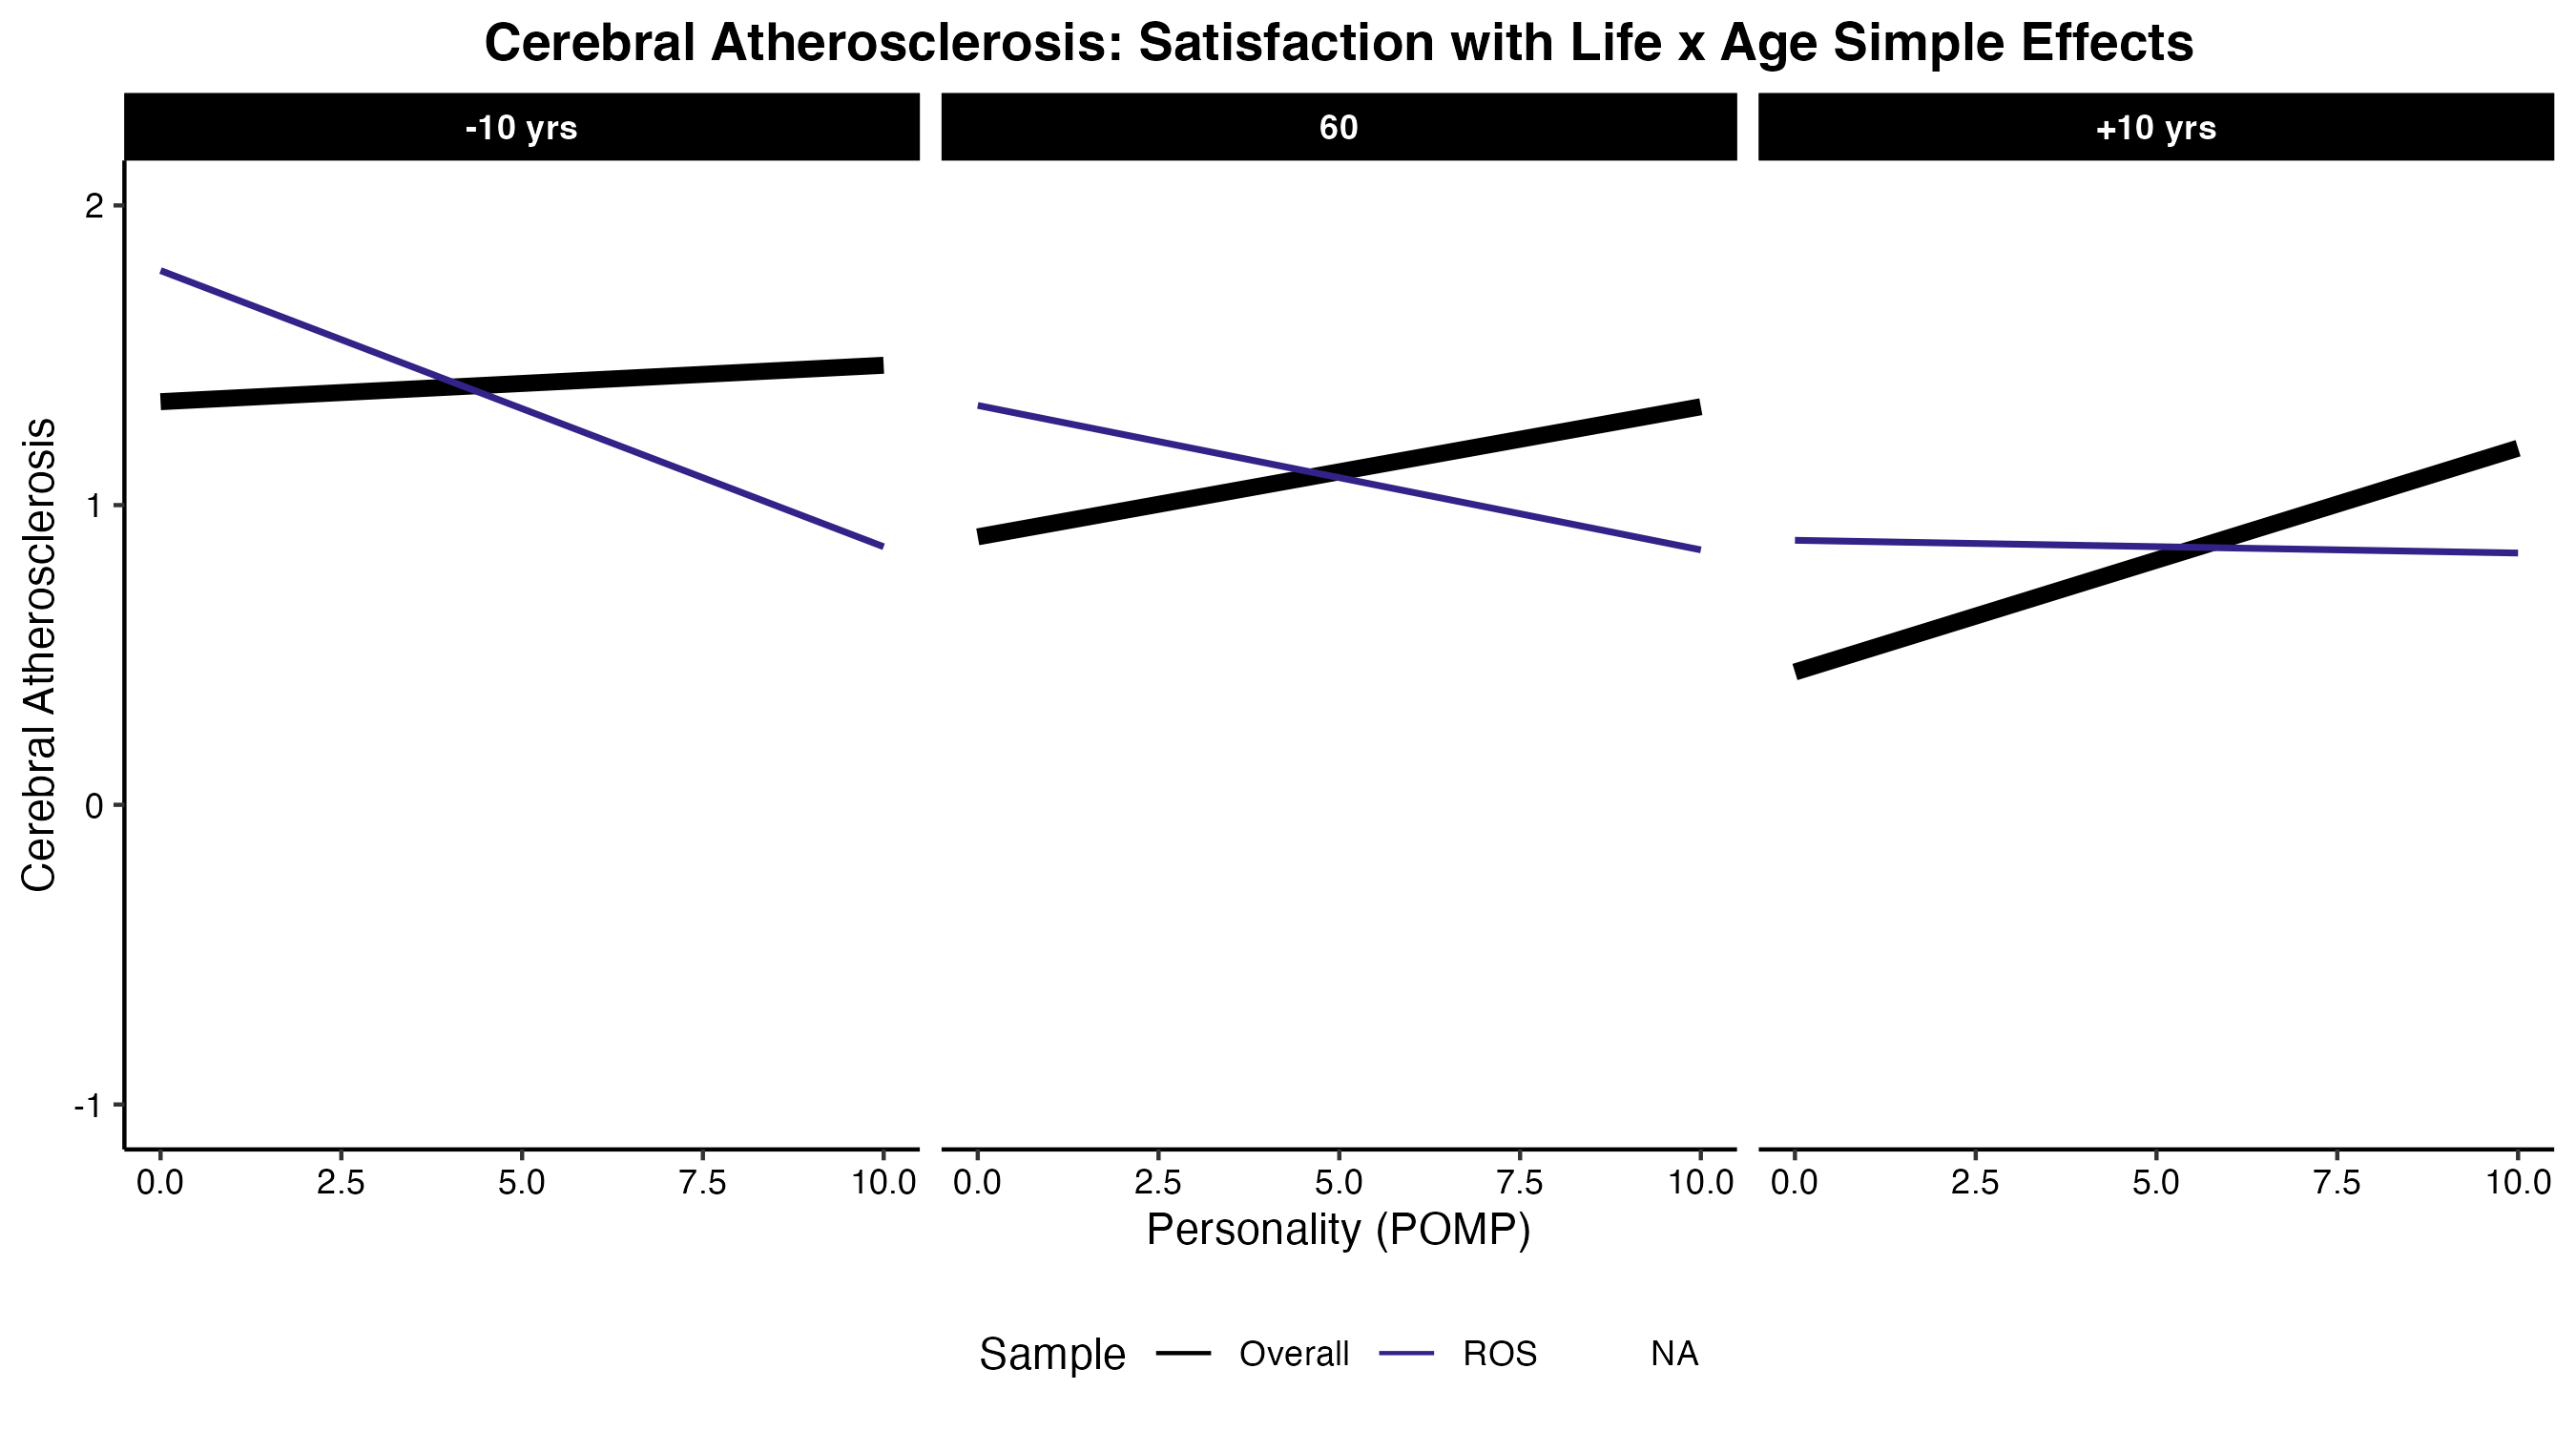 Cerebral Atherosclerosis: Satisfaction with Life x Age Simple Effects
-10 yrs
60
+10 yrs
Cerebral Atherosclerosis
2
1
0
-1
0.0 2.5 5.0 7.5 10.0 0.0 2.5 5.0 7.5 10.0 0.0 2.5 5.0 7.5 10.0
Personality (POMP)
Sample Overall ROS NA